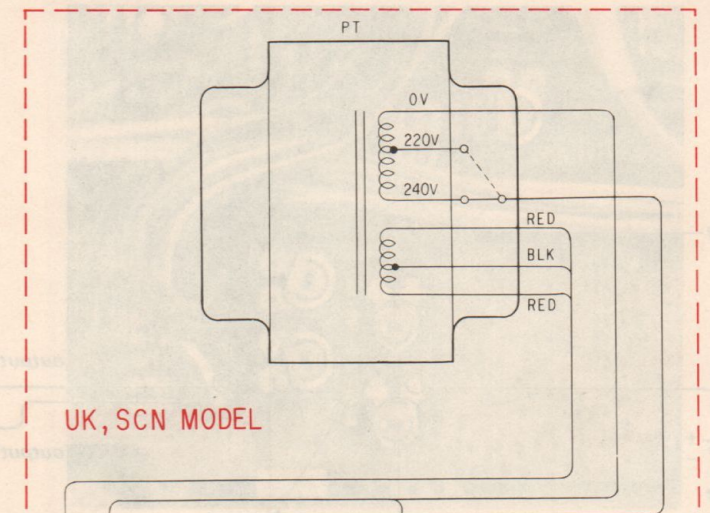 PT
0V
220V
240V
RED
BLK
RED
UK, SCN MODEL